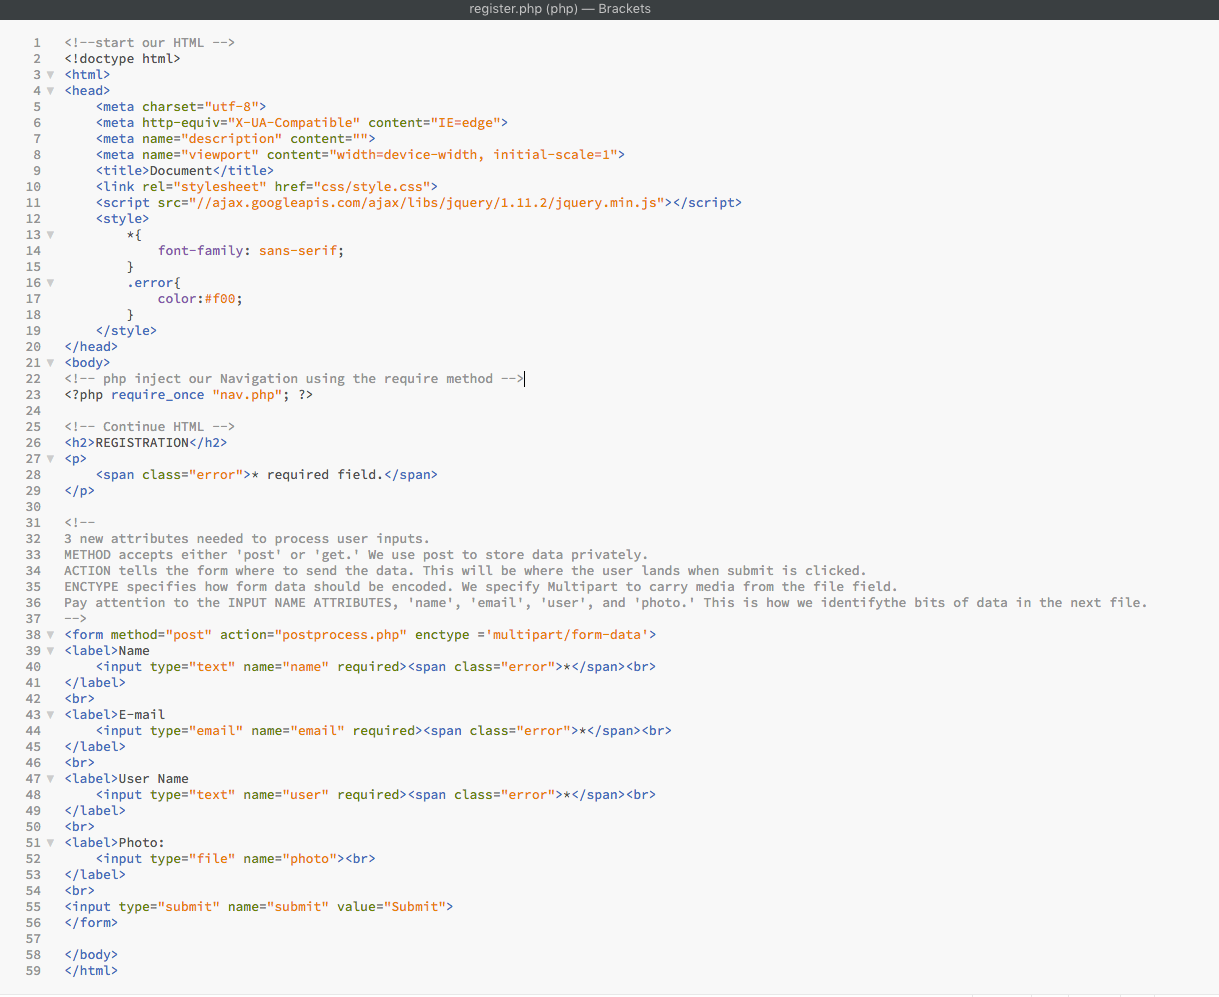 register.php (php) — Brackets
1 <!--start our HTML -->
2 <!doctype html>
3 <html>
4 <head>
5     <meta charset="utf-8">
6     <meta http-equiv="X-UA-Compatible" content="IE=edge">
7     <meta name="description" content="">
8     <meta name="viewport" content="width=device-width, initial-scale=1">
9     <title>Document</title>
10     <link rel="stylesheet" href="css/style.css">
11     <script src="//ajax.googleapis.com/ajax/libs/jquery/1.11.2/jquery.min.js"></script>
12     <style>
13         *{
14             font-family: sans-serif;
15         }
16         .error{
17             color:#f00;
18         }
19     </style>
20 </head>
21 <body>
22 <!-- php inject our Navigation using the require method -->
23 <?php require_once "nav.php"; ?>
24
25 <!-- Continue HTML -->
26 <h2>REGISTRATION</h2>
27 <p>
28     <span class="error">* required field.</span>
29 </p>
30
31 <!--
32 3 new attributes needed to process user inputs.
33 METHOD accepts either 'post' or 'get.' We use post to store data privately.
34 ACTION tells the form where to send the data. This will be where the user lands when submit is clicked.
35 ENCTYPE specifies how form data should be encoded. We specify Multipart to carry media from the file field.
36 Pay attention to the INPUT NAME ATTRIBUTES, 'name', 'email', 'user', and 'photo.' This is how we identifythe bits of data in the next file.
37 -->
38 <form method="post" action="postprocess.php" enctype ='multipart/form-data'>
39 <label>Name
40     <input type="text" name="name" required><span class="error">*</span><br>
41 </label>
42 <br>
43 <label>E-mail
44     <input type="email" name="email" required><span class="error">*</span><br>
45 </label>
46 <br>
47 <label>User Name
48     <input type="text" name="user" required><span class="error">*</span><br>
49 </label>
50 <br>
51 <label>Photo:
52     <input type="file" name="photo"><br>
53 </label>
54 <br>
55 <input type="submit" name="submit" value="Submit">
56 </form>
57
58 </body>
59 </html>